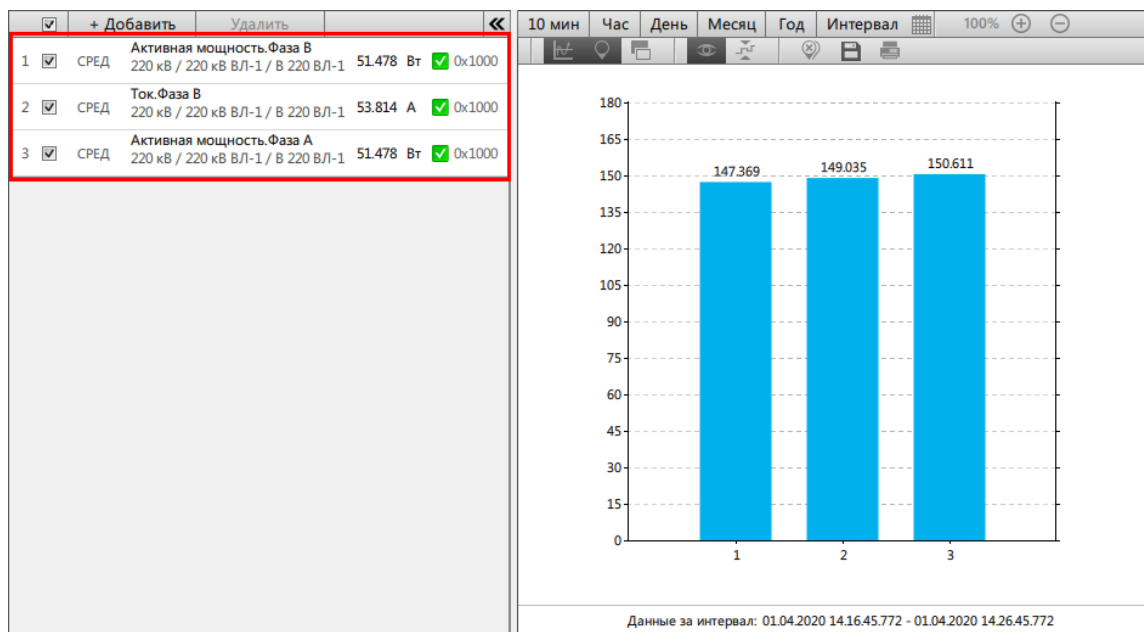 + Добавить Удалить
1 СРЕД Активная мощность.Фаза В
220 кВ / 220 кВ ВЛ-1 / В 220 ВЛ-1 51.478 Вт 0x1000
2 СРЕД Ток.Фаза В
220 кВ / 220 кВ ВЛ-1 / В 220 ВЛ-1 53.814 А 0x1000
3 СРЕД Активная мощность.Фаза А
220 кВ / 220 кВ ВЛ-1 / В 220 ВЛ-1 51.478 Вт 0x1000
10 мин Час День Месяц Год Интервал 100%
180
165
150
135
120
105
90
75
60
45
30
15
0
147.369 149.035 150.611
1 2 3
Данные за интервал: 01.04.2020 14.16.45.772 - 01.04.2020 14.26.45.772